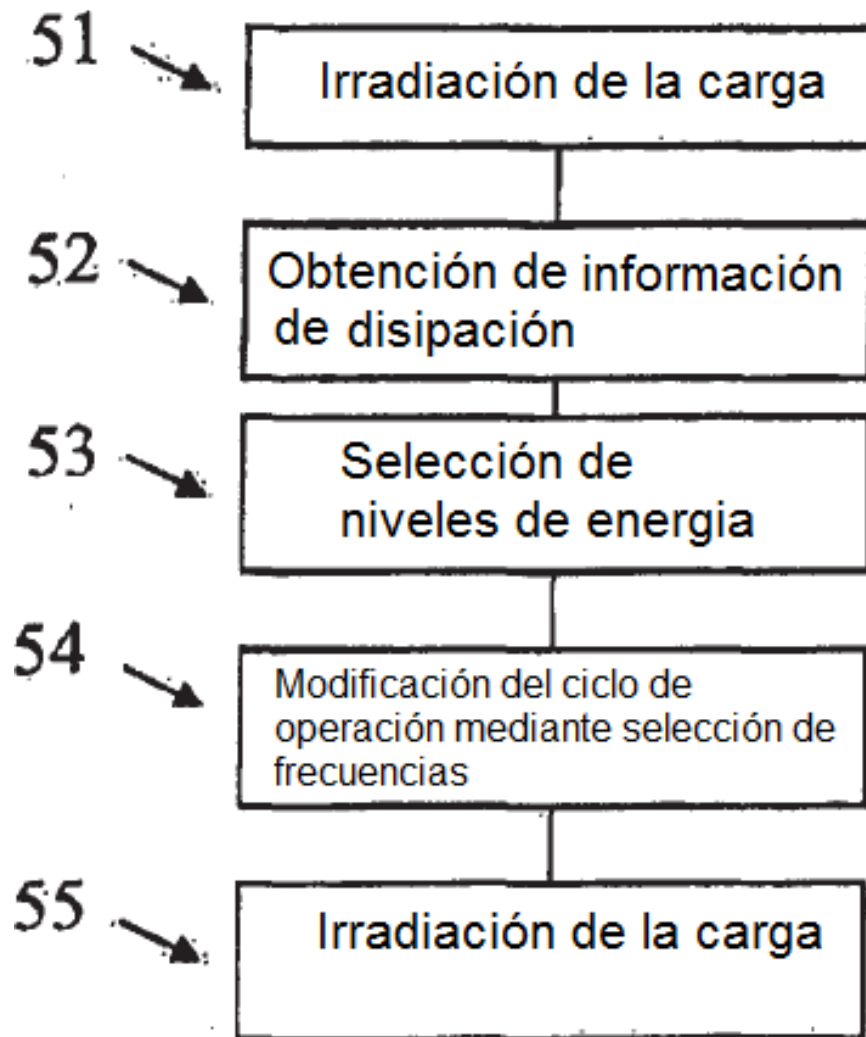 51
Irradiación de la carga
52
Obtención de información
de disipación
53
Selección de
niveles de energia
54
Modificación del ciclo de
operación mediante selección de
frecuencias
55
Irradiación de la carga